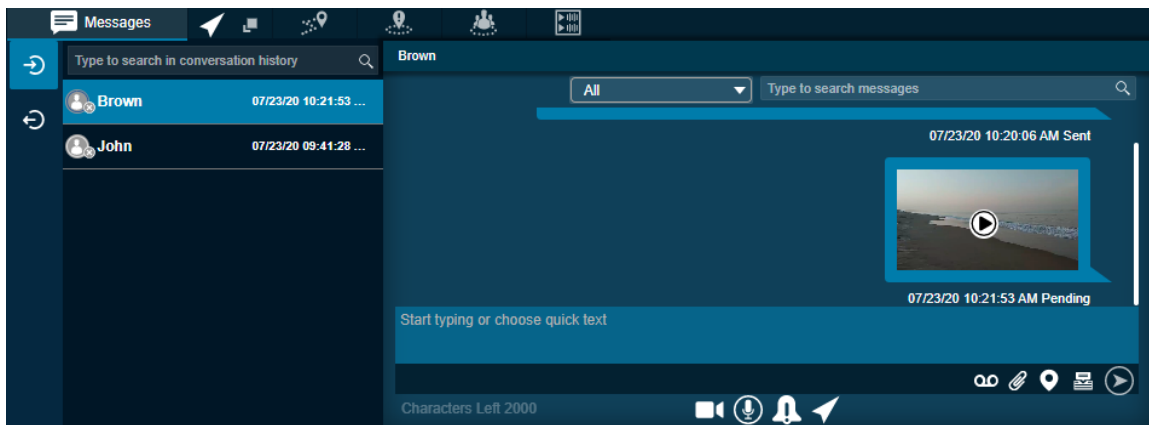 Messages
Type to search in conversation history
Brown 07/23/20 10:21:53 ...
John 07/23/20 09:41:28 ...
Brown
All
Type to search messages
07/23/20 10:20:06 AM Sent
07/23/20 10:21:53 AM Pending
Start typing or choose quick text
Characters Left 2000